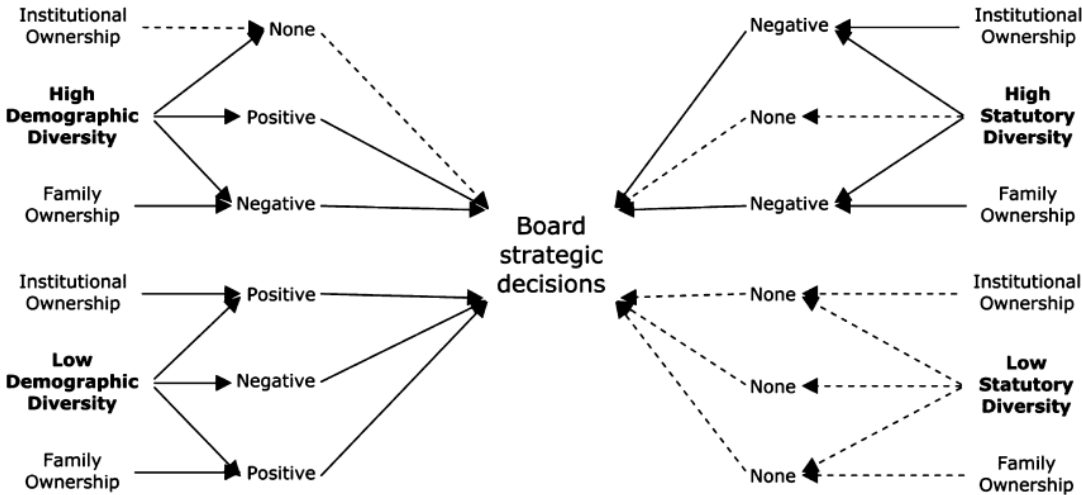 Institutional
Ownership
None
High
Demographic
Diversity
Positive
Family
Ownership
Negative
Institutional
Ownership
Positive
Low
Demographic
Diversity
Negative
Family
Ownership
Positive
Board
strategic
decisions
Negative
Institutional
Ownership
None
High
Statutory
Diversity
Negative
Family
Ownership
None
Institutional
Ownership
None
Low
Statutory
Diversity
None
Family
Ownership